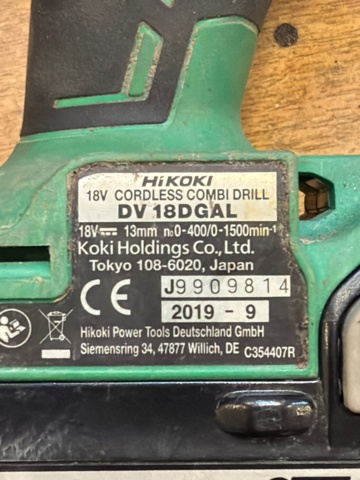 HiKOKI
18V CORDLESS COMBI DRILL
DV 18DGAL
18V⎓ 13mm n₀0-400/0-1500min⁻¹
Koki Holdings Co., Ltd.
Tokyo 108-6020, Japan
CE
J9909814
2019 - 9
Hikoki Power Tools Deutschland GmbH
Siemensring 34, 47877 Willich, DE C354407R